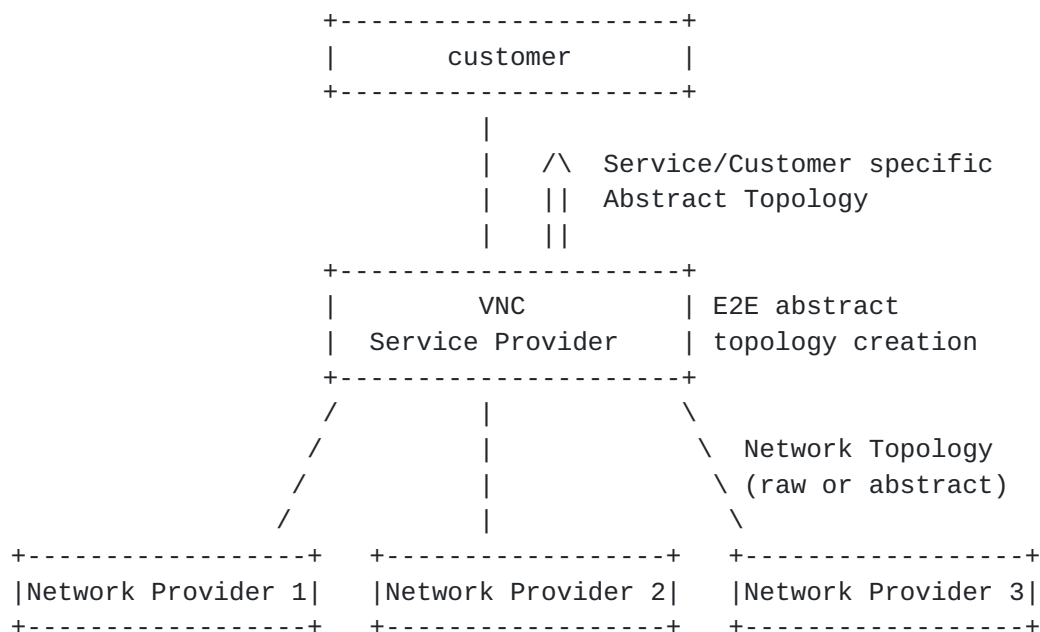 customer
Service/Customer specific
Abstract Topology
VNC E2E abstract
Service Provider topology creation
Network Topology
(raw or abstract)
Network Provider 1 Network Provider 2 Network Provider 3